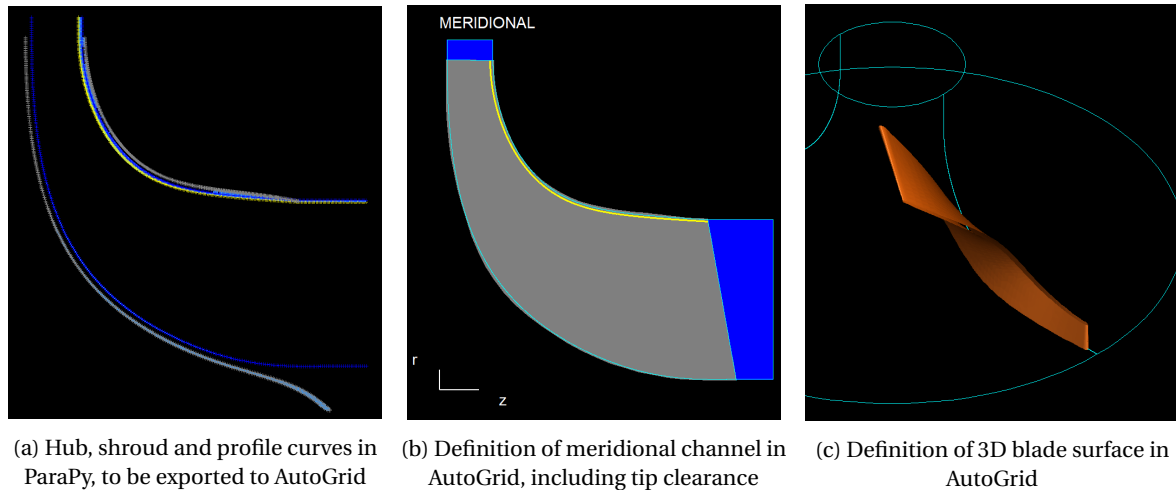 MERIDIONAL
r
z
(a) Hub, shroud and profile curves in
ParaPy, to be exported to AutoGrid
(b) Definition of meridional channel in
AutoGrid, including tip clearance
(c) Definition of 3D blade surface in
AutoGrid